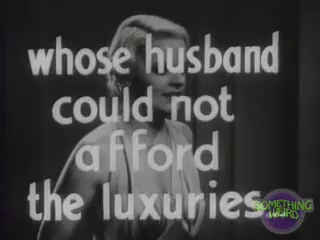 whose husband
could not
afford
the luxuries
SOMETHING
WEIRD